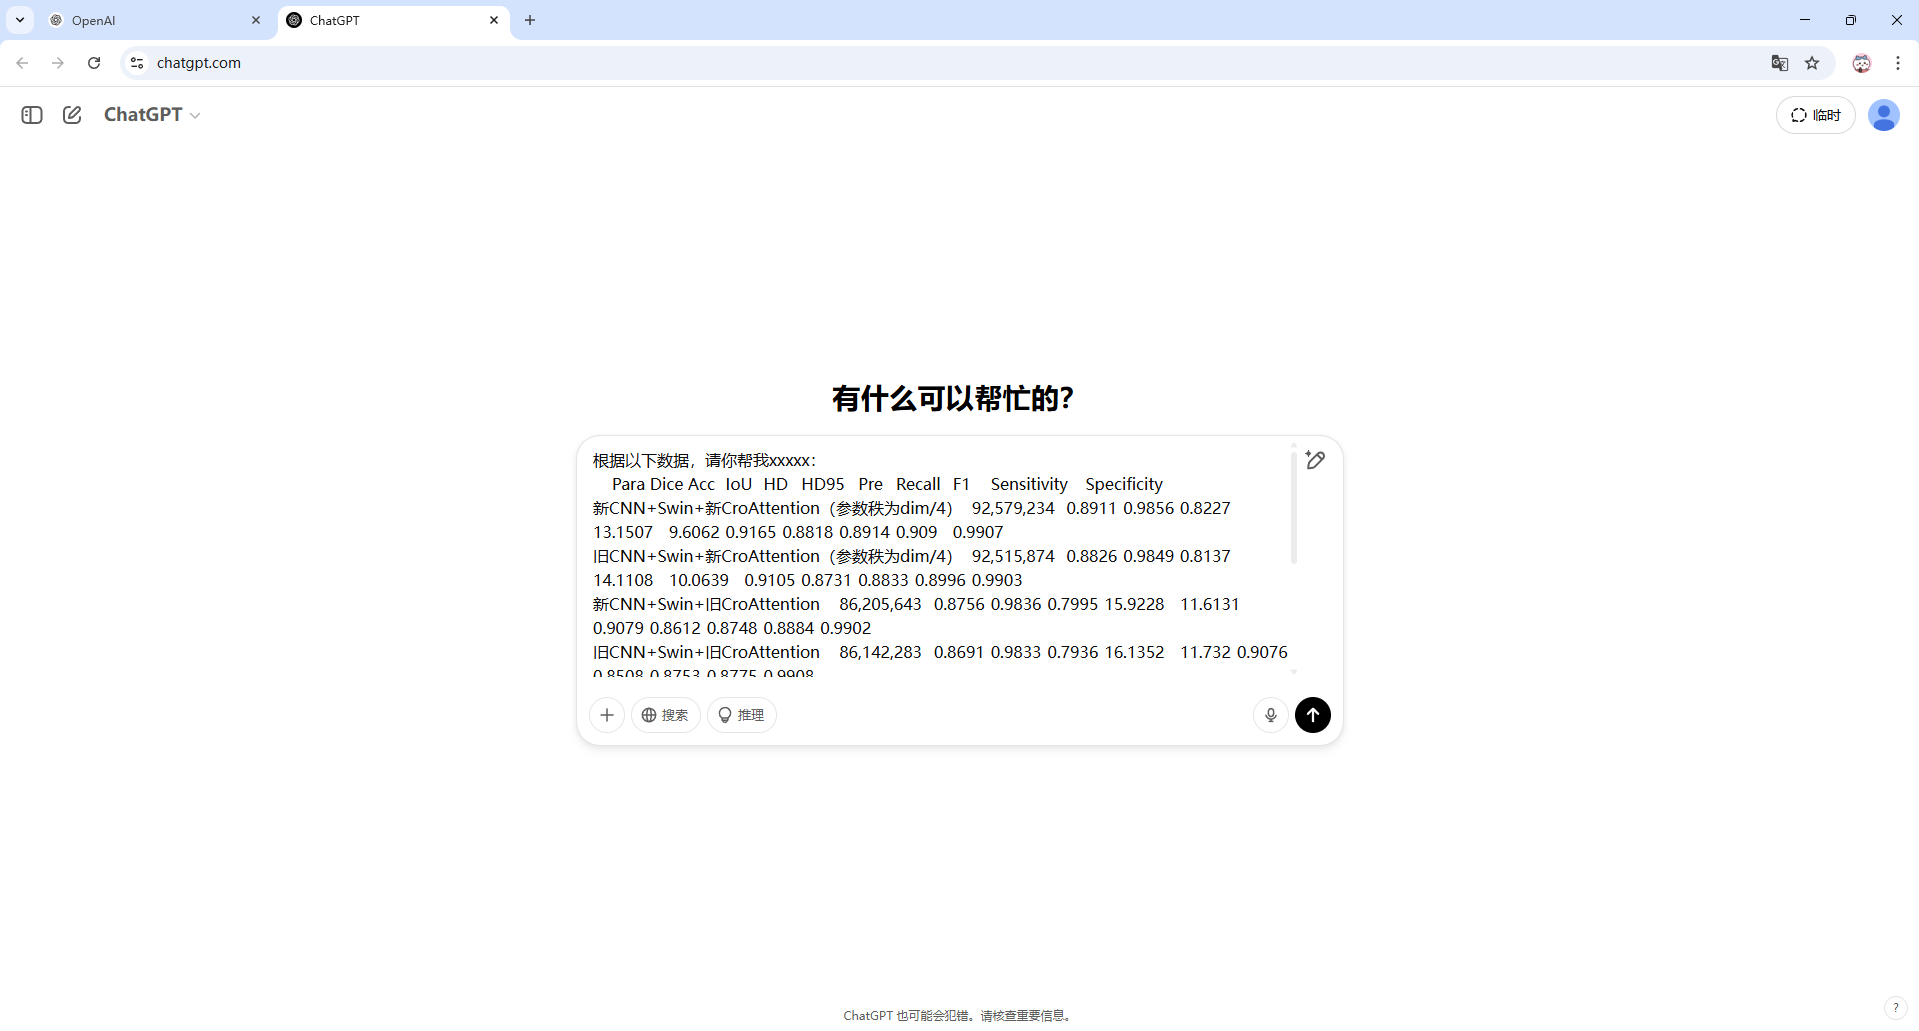 OpenAI
ChatGPT
chatgpt.com
ChatGPT
临时
有什么可以帮忙的？
根据以下数据，请你帮我xxxxx：
Para Dice Acc IoU HD HD95 Pre Recall F1 Sensitivity Specificity
新CNN+Swin+新CroAttention（参数秩为dim/4） 92,579,234 0.8911 0.9856 0.8227
13.1507 9.6062 0.9165 0.8818 0.8914 0.909 0.9907
旧CNN+Swin+新CroAttention（参数秩为dim/4） 92,515,874 0.8826 0.9849 0.8137
14.1108 10.0639 0.9105 0.8731 0.8833 0.8996 0.9903
新CNN+Swin+旧CroAttention 86,205,643 0.8756 0.9836 0.7995 15.9228 11.6131
0.9079 0.8612 0.8748 0.8884 0.9902
旧CNN+Swin+旧CroAttention 86,142,283 0.8691 0.9833 0.7936 16.1352 11.732 0.9076
0.8508 0.8753 0.8775 0.9908
搜索
推理
ChatGPT 也可能会犯错。请核查重要信息。
?